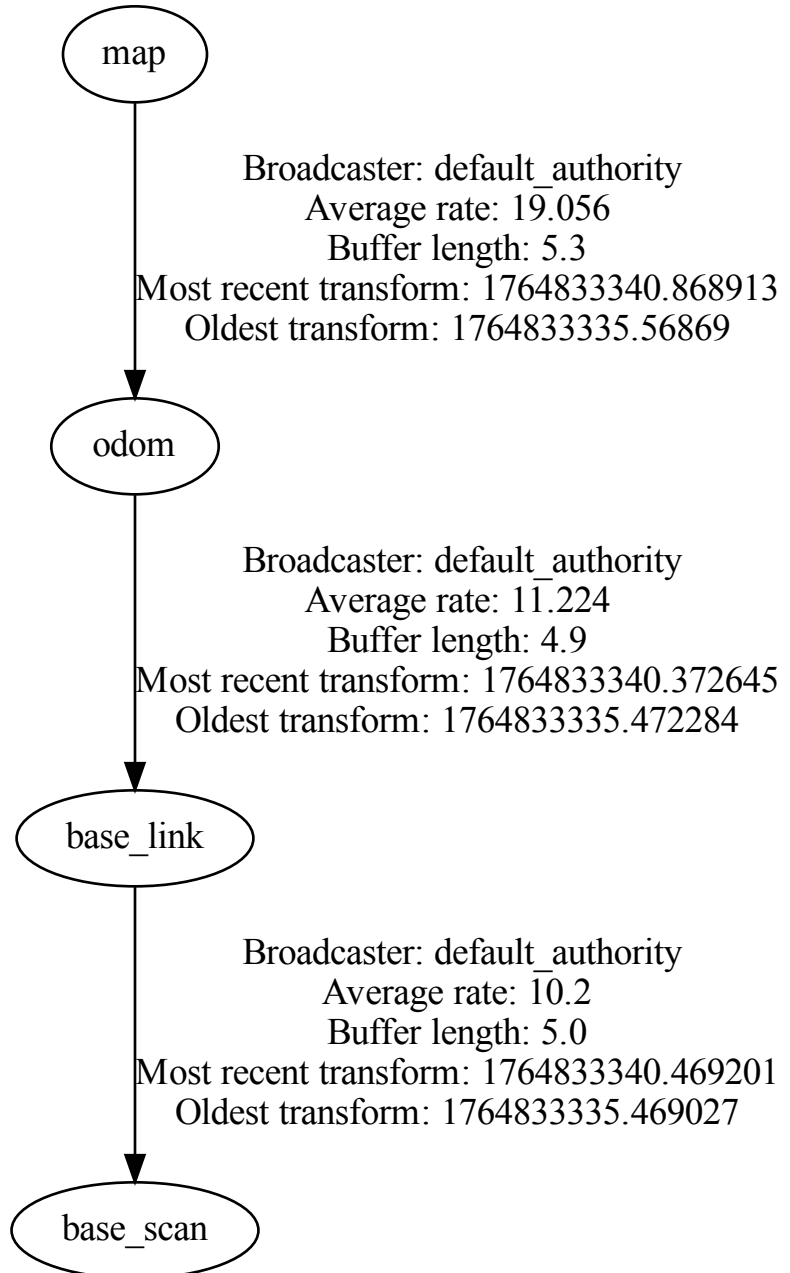 map
Broadcaster: default_authority
Average rate: 19.056
Buffer length: 5.3
Most recent transform: 1764833340.868913
Oldest transform: 1764833335.56869
odom
Broadcaster: default_authority
Average rate: 11.224
Buffer length: 4.9
Most recent transform: 1764833340.372645
Oldest transform: 1764833335.472284
base_link
Broadcaster: default_authority
Average rate: 10.2
Buffer length: 5.0
Most recent transform: 1764833340.469201
Oldest transform: 1764833335.469027
base_scan